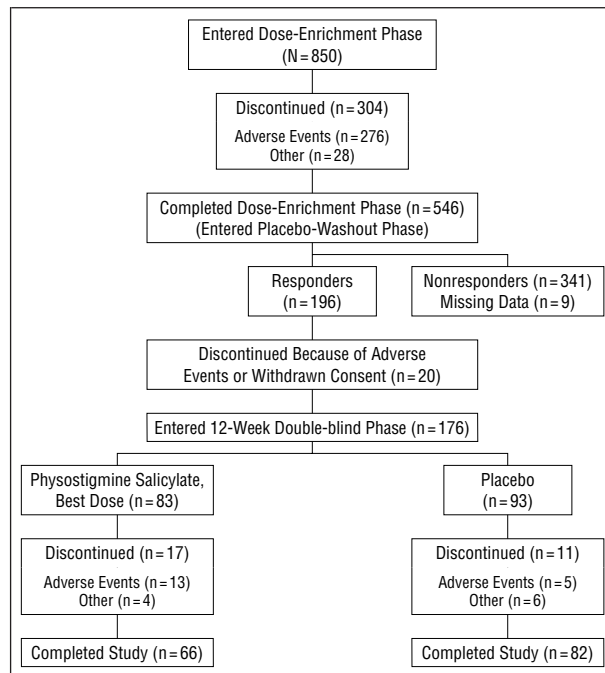 Entered Dose-Enrichment Phase
(N = 850)
Discontinued (n = 304)
Adverse Events (n = 276)
Other (n = 28)
Completed Dose-Enrichment Phase (n = 546)
(Entered Placebo-Washout Phase)
Responders
(n = 196)
Nonresponders (n = 341)
Missing Data (n = 9)
Discontinued Because of Adverse
Events or Withdrawn Consent (n = 20)
Entered 12-Week Double-blind Phase (n = 176)
Physostigmine Salicylate,
Best Dose (n = 83)
Placebo
(n = 93)
Discontinued (n = 17)
Adverse Events (n = 13)
Other (n = 4)
Discontinued (n = 11)
Adverse Events (n = 5)
Other (n = 6)
Completed Study (n = 66)
Completed Study (n = 82)